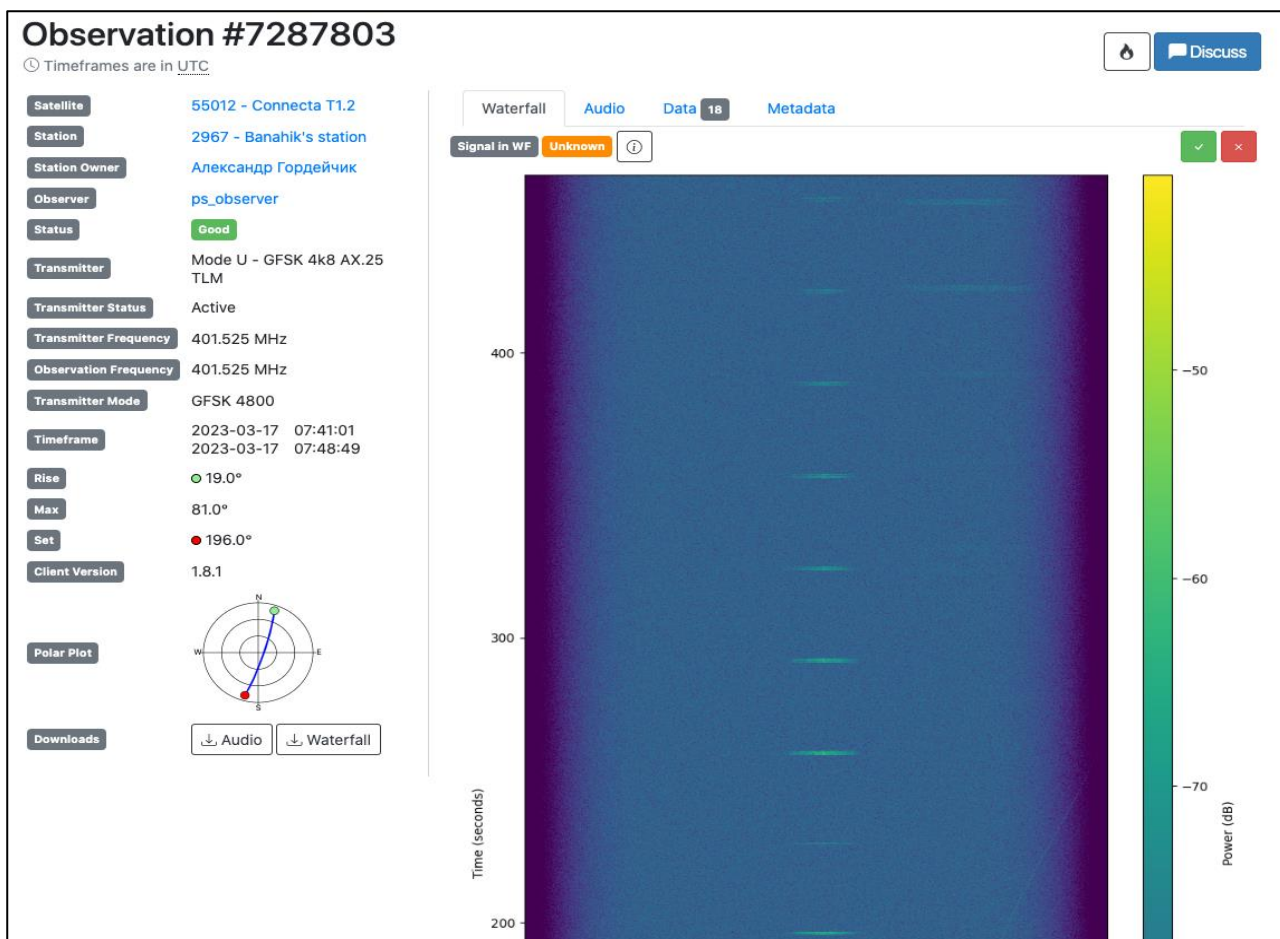 Observation #7287803
Timeframes are in UTC
Discuss
Satellite 55012 - Connecta T1.2
Station 2967 - Banahik's station
Station Owner Александр Гордейчик
Observer ps_observer
Status Good
Transmitter Mode U - GFSK 4k8 AX.25
TLM
Transmitter Status Active
Transmitter Frequency 401.525 MHz
Observation Frequency 401.525 MHz
Transmitter Mode GFSK 4800
Timeframe 2023-03-17 07:41:01
2023-03-17 07:48:49
Rise 19.0°
Max 81.0°
Set 196.0°
Client Version 1.8.1
Polar Plot
N
W
E
S
Downloads Audio Waterfall
Waterfall Audio Data 18 Metadata
Signal in WF Unknown
400
300
200
Time (seconds)
-50
-60
-70
Power (dB)